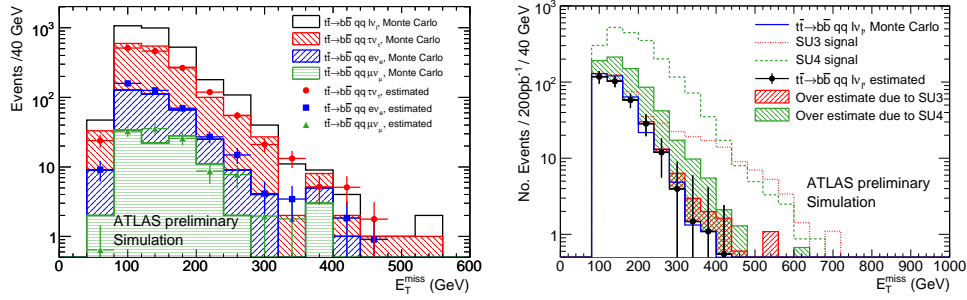 Events /40 GeV
10³
10²
10
1
tt̄→bb̄ qq lν_l, Monte Carlo
tt̄→bb̄ qq τν_τ, Monte Carlo
tt̄→bb̄ qq eν_e, Monte Carlo
tt̄→bb̄ qq μν_μ, Monte Carlo
tt̄→bb̄ qq τν_τ, estimated
tt̄→bb̄ qq eν_e, estimated
tt̄→bb̄ qq μν_μ, estimated
ATLAS preliminary
Simulation
0 100 200 300 400 500 600
E_T^miss (GeV)
No. Events / 200pb⁻¹ / 40 GeV
10³
10²
10
1
tt̄→bb̄ qq lν_l, Monte Carlo
SU3 signal
SU4 signal
tt̄→bb̄ qq lν_l, estimated
Over estimate due to SU3
Over estimate due to SU4
ATLAS preliminary
Simulation
0 100 200 300 400 500 600 700 800 900 1000
E_T^miss (GeV)